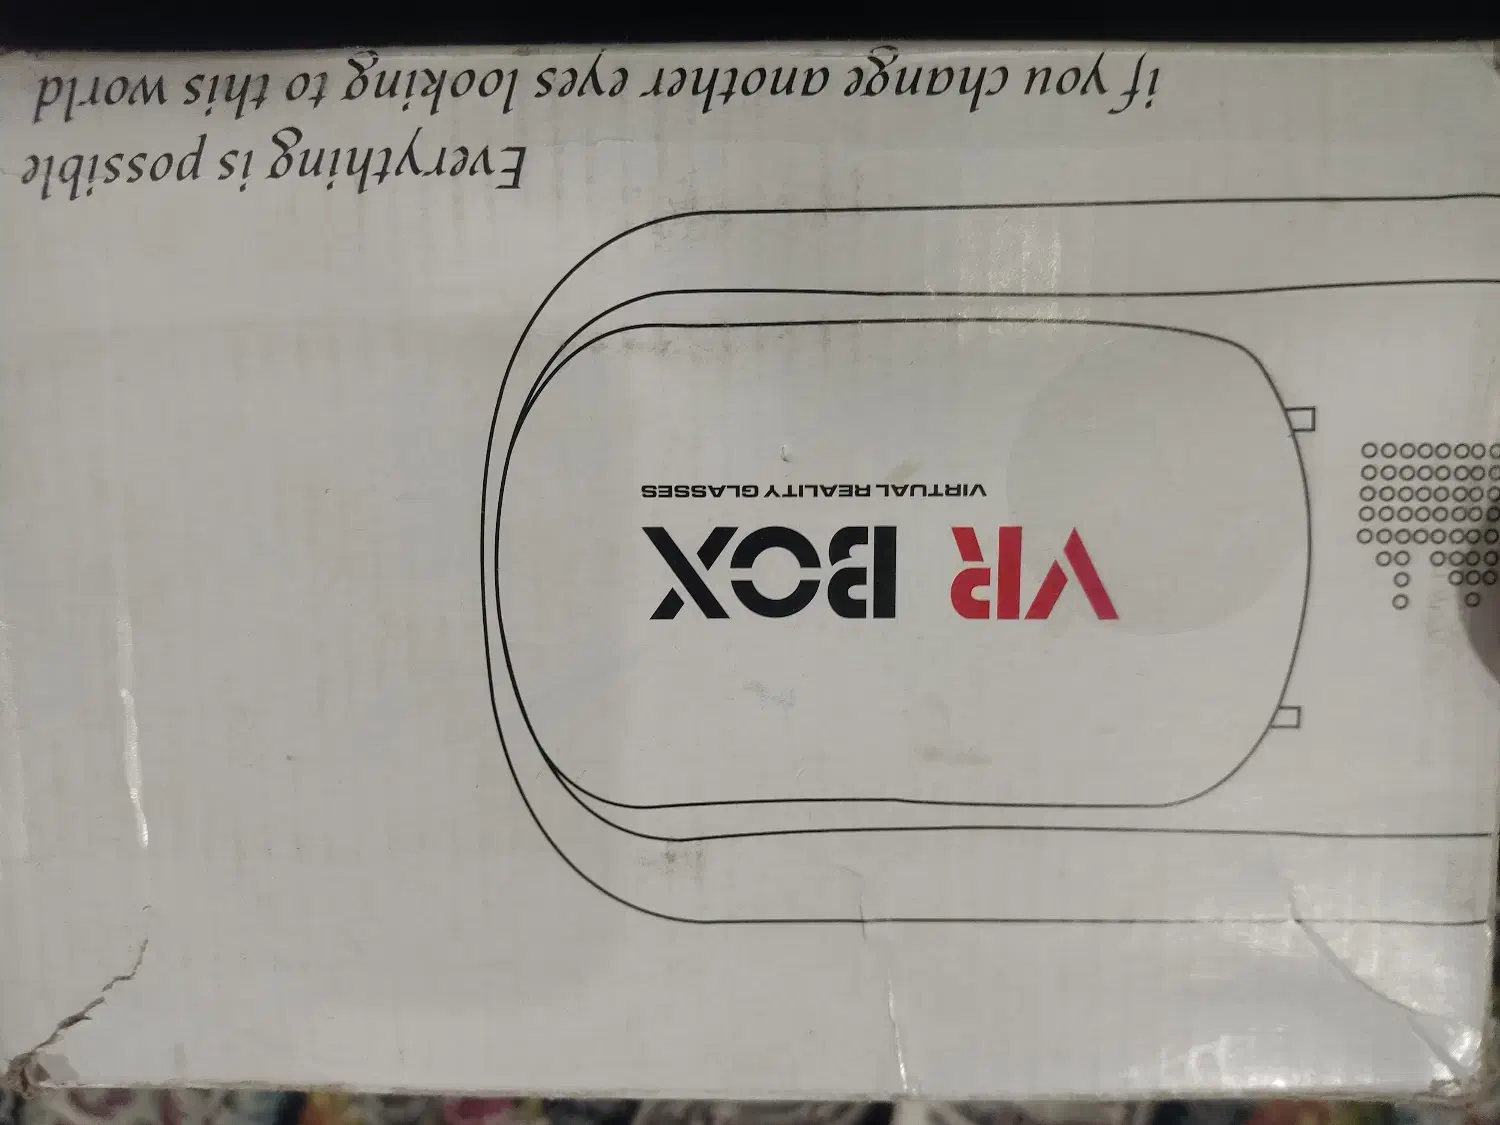 VR BOX
VIRTUAL REALITY GLASSES
Everything is possible
if you change another eyes looking to this world